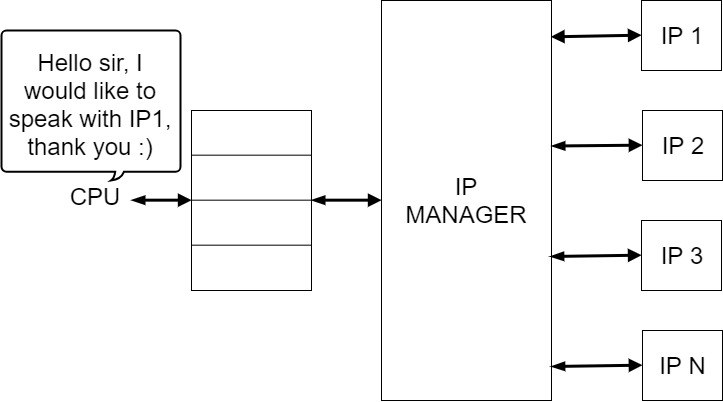 Hello sir, I
would like to
speak with IP1,
thank you :)
CPU
IP
MANAGER
IP 1
IP 2
IP 3
IP N